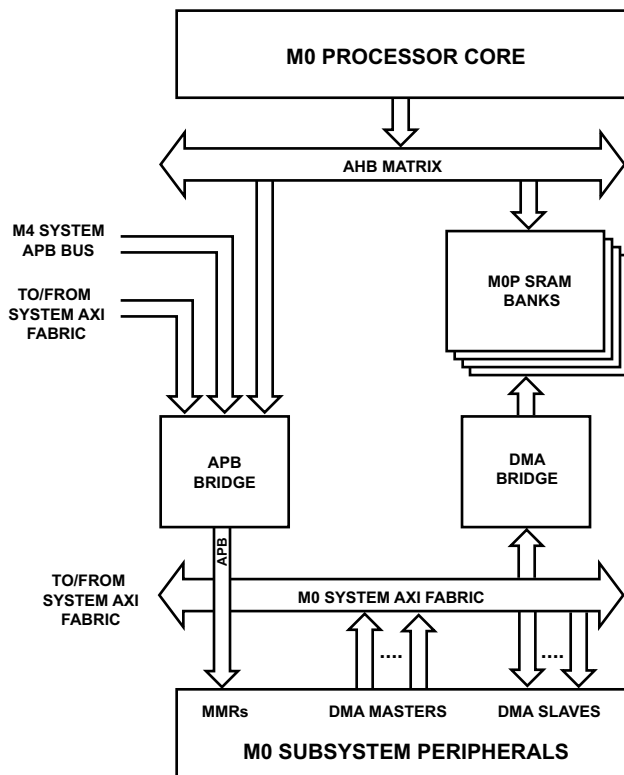 M0 PROCESSOR CORE
AHB MATRIX
M4 SYSTEM
APB BUS
TO/FROM
SYSTEM AXI
FABRIC
M0P SRAM
BANKS
APB
BRIDGE
DMA
BRIDGE
APB
TO/FROM
SYSTEM AXI
FABRIC
M0 SYSTEM AXI FABRIC
....
....
MMRs
DMA MASTERS
DMA SLAVES
M0 SUBSYSTEM PERIPHERALS